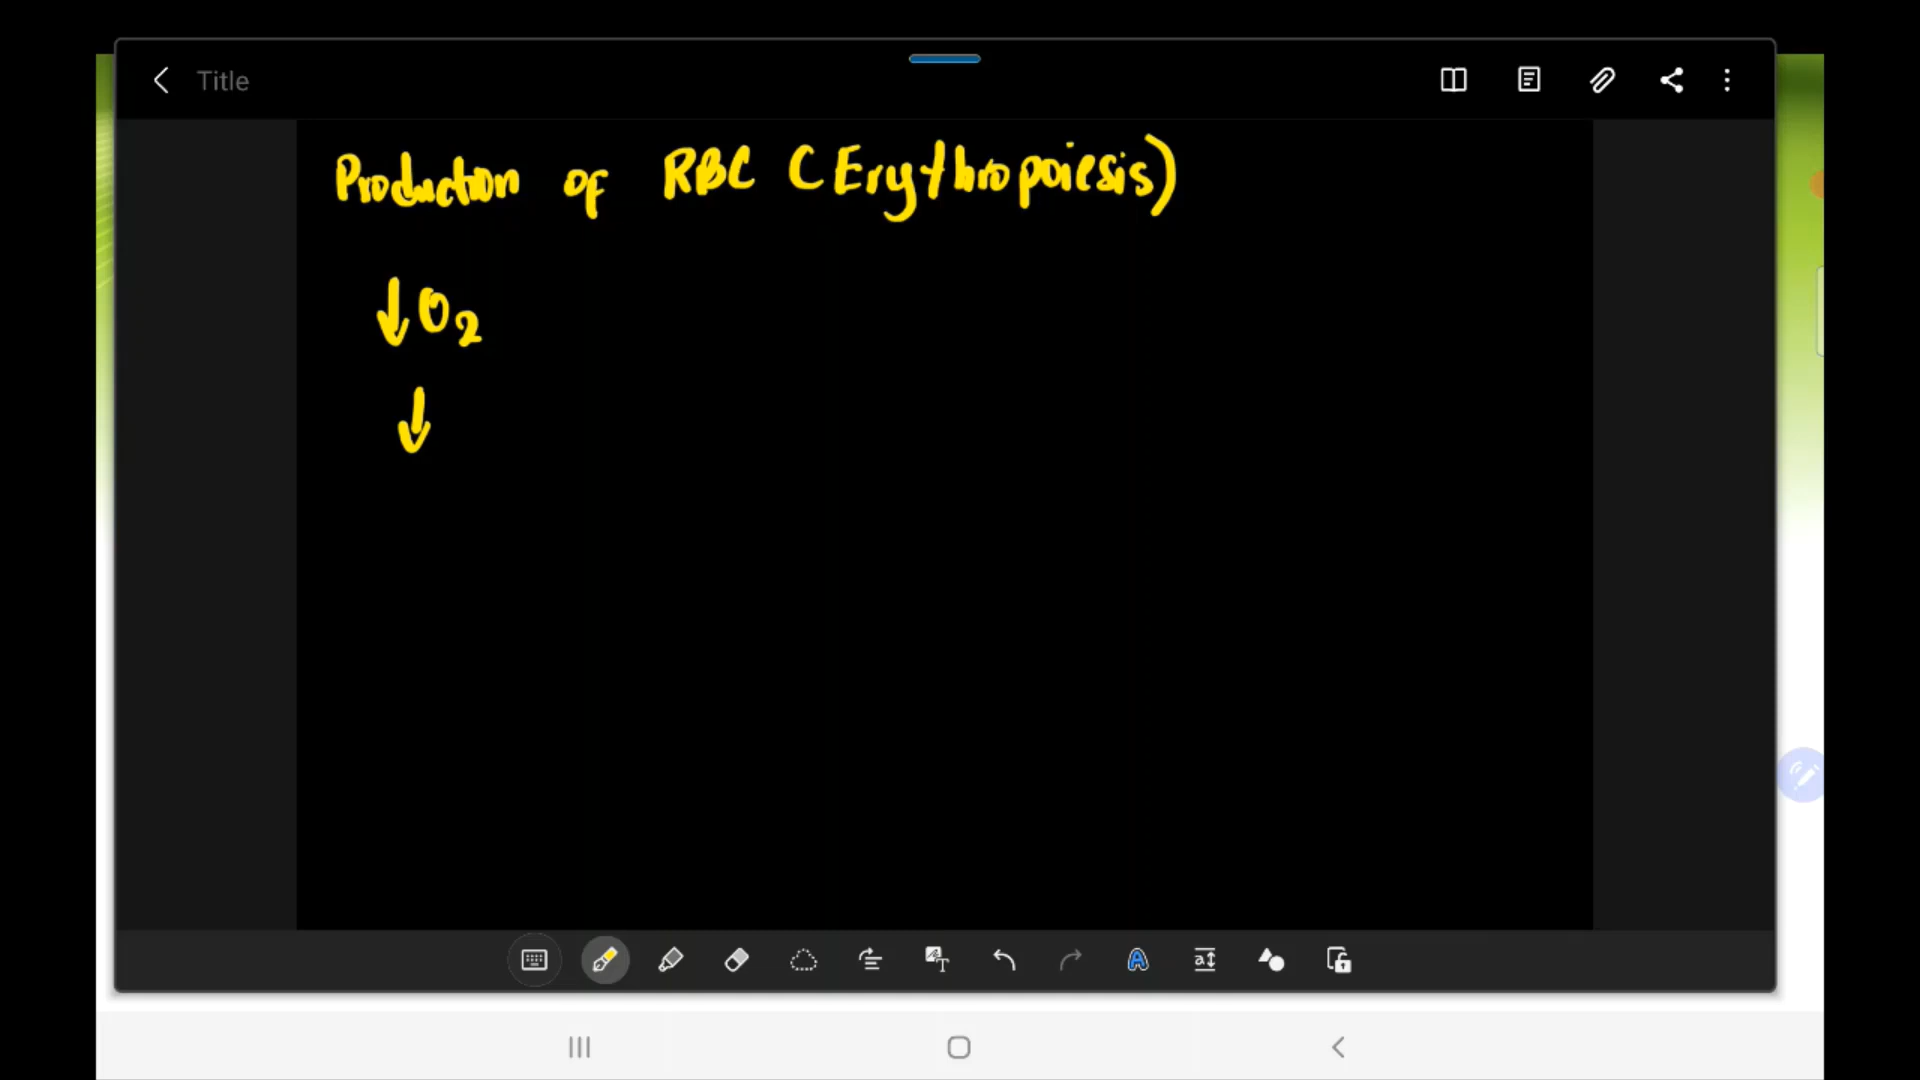 Title
Production of RBC (Erythropoiesis)
↓ O₂
↓